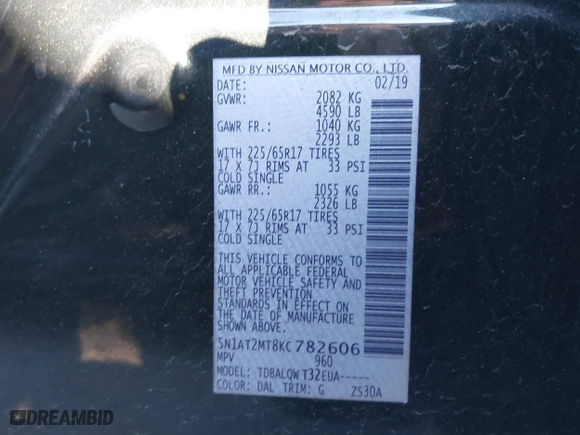 MFD BY NISSAN MOTOR CO., LTD.
DATE: 02/19
GVWR: 2082 KG
4590 LB
GAWR FR.: 1040 KG
2293 LB
WITH 225/65R17 TIRES
17 X 7J RIMS AT 33 PSI
COLD SINGLE
GAWR RR.: 1055 KG
2326 LB
WITH 225/65R17 TIRES
17 X 7J RIMS AT 33 PSI
COLD SINGLE
THIS VEHICLE CONFORMS TO
ALL APPLICABLE FEDERAL
MOTOR VEHICLE SAFETY AND
THEFT PREVENTION
STANDARDS IN EFFECT ON
THE DATE OF MANUFACTURE
SHOWN ABOVE.
5N1AT2MT8KC782606
MPV 960
MODEL: TDBALQW T32EUA-----
COLOR: DAL TRIM: G ZS30A
DREAMBID